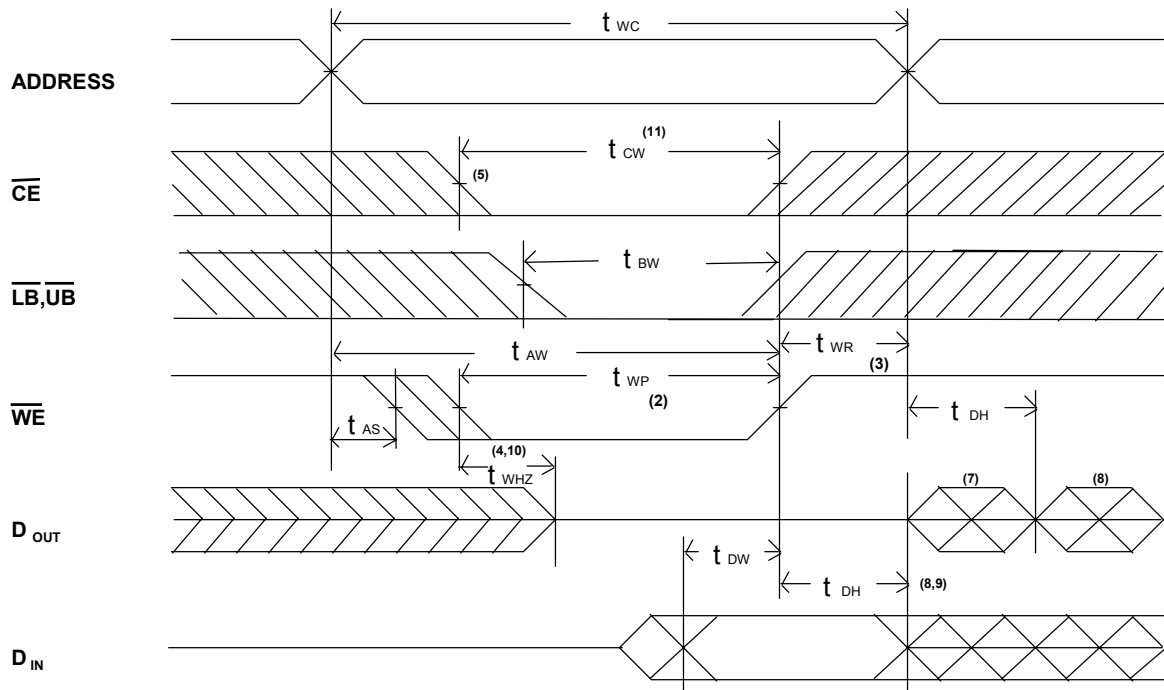 t WC
ADDRESS
t CW (11)
CE (5)
t BW
LB,UB
t AW
t WR
t WP (2)
(3)
WE
t AS
t DH
(4,10)
t WHZ
(7)
(8)
D OUT
t DW
t DH
(8,9)
D IN